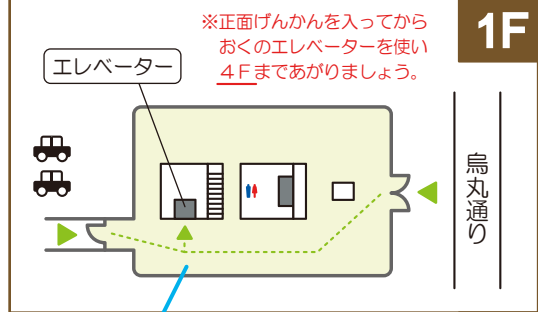 ※正面げんかんを入ってから
おくのエレベーターを使い
4Fまであがりましょう。
1F
エレベーター
烏丸通り